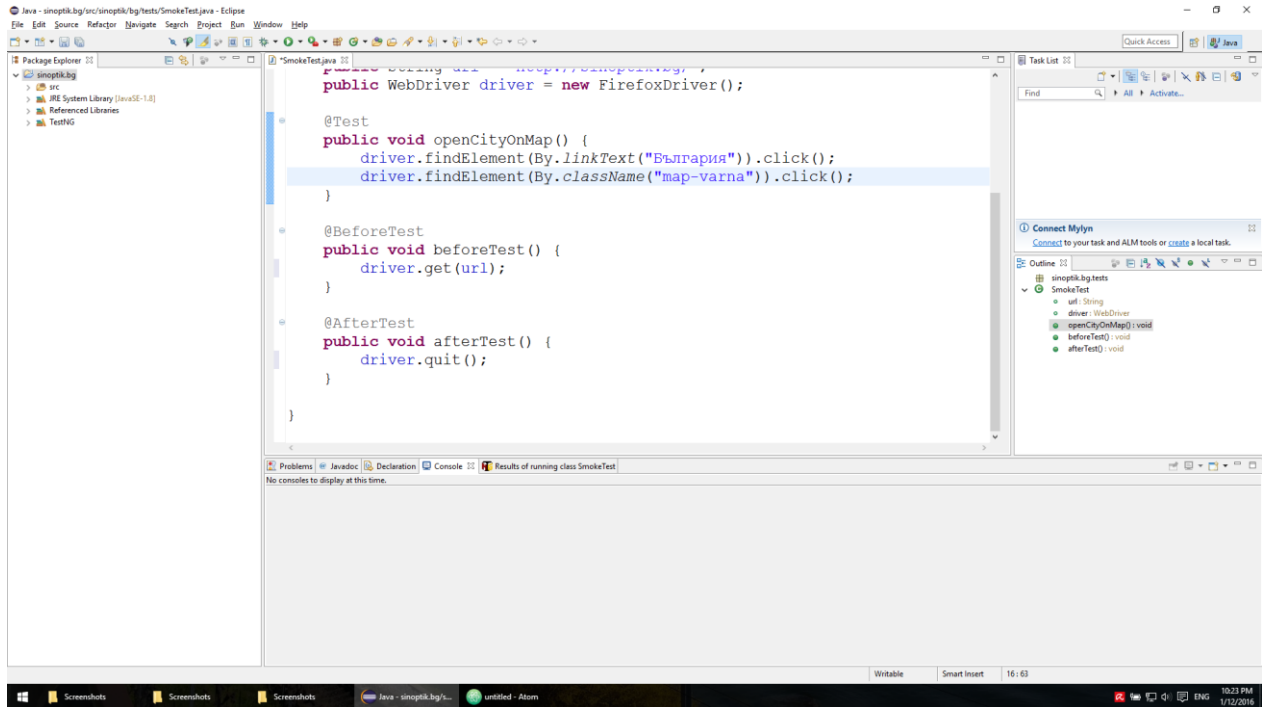 Java - sinoptik.bg/src/sinoptik/bg/tests/SmokeTest.java - Eclipse
File Edit Source Refactor Navigate Search Project Run Window Help
Quick Access
Java
Package Explorer
*SmokeTest.java
Task List
sinoptik.bg
src
JRE System Library [JavaSE-1.8]
Referenced Libraries
TestNG
public String url = "http://sinoptik.bg/";
public WebDriver driver = new FirefoxDriver();
@Test
public void openCityOnMap() {
driver.findElement(By.linkText("България")).click();
driver.findElement(By.className("map-varna")).click();
}
@BeforeTest
public void beforeTest() {
driver.get(url);
}
@AfterTest
public void afterTest() {
driver.quit();
}
}
Find
All
Activate...
Connect Mylyn
Connect to your task and ALM tools or create a local task.
Outline
sinoptik.bg.tests
SmokeTest
url : String
driver : WebDriver
openCityOnMap() : void
beforeTest() : void
afterTest() : void
Problems Javadoc Declaration Console Results of running class SmokeTest
No consoles to display at this time.
Writable Smart Insert 16 : 63
Screenshots Screenshots Screenshots Java - sinoptik.bg/s... untitled - Atom
ENG
10:23 PM
1/12/2016